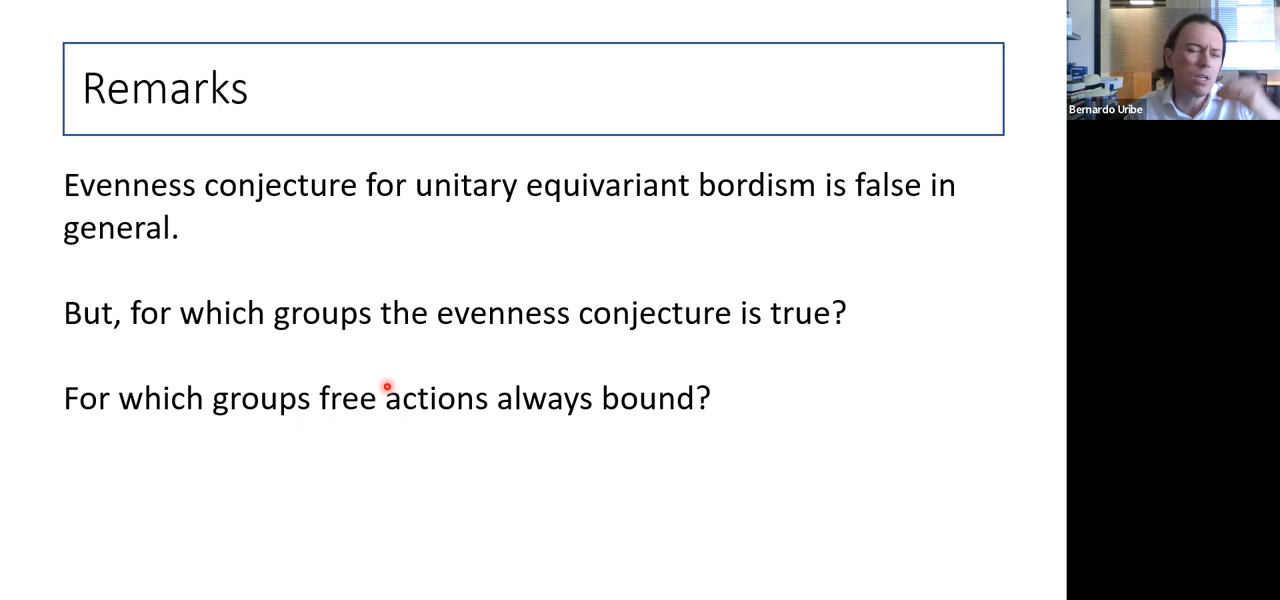 Remarks
Bernardo Uribe
Evenness conjecture for unitary equivariant bordism is false in
general.
But, for which groups the evenness conjecture is true?
For which groups free actions always bound?